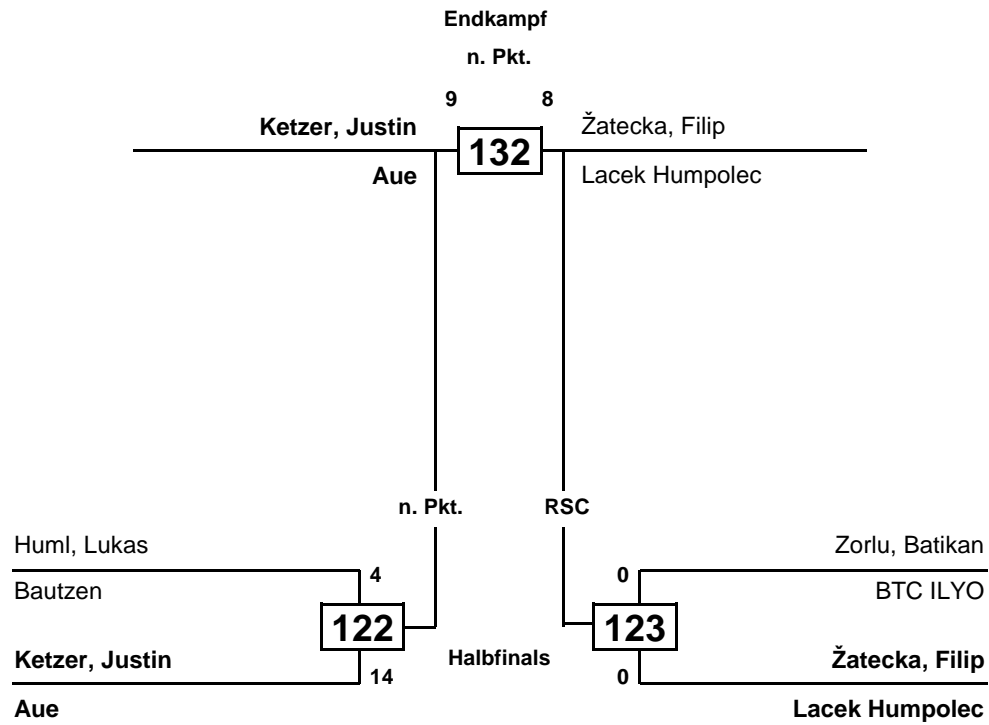 Endkampf
n. Pkt.
9 8
Ketzer, Justin 132 Žatecka, Filip
Aue Lacek Humpolec
n. Pkt. RSC
Huml, Lukas Zorlu, Batikan
4 0
Bautzen BTC ILYO
122 123
Ketzer, Justin Halbfinals Žatecka, Filip
14 0
Aue Lacek Humpolec